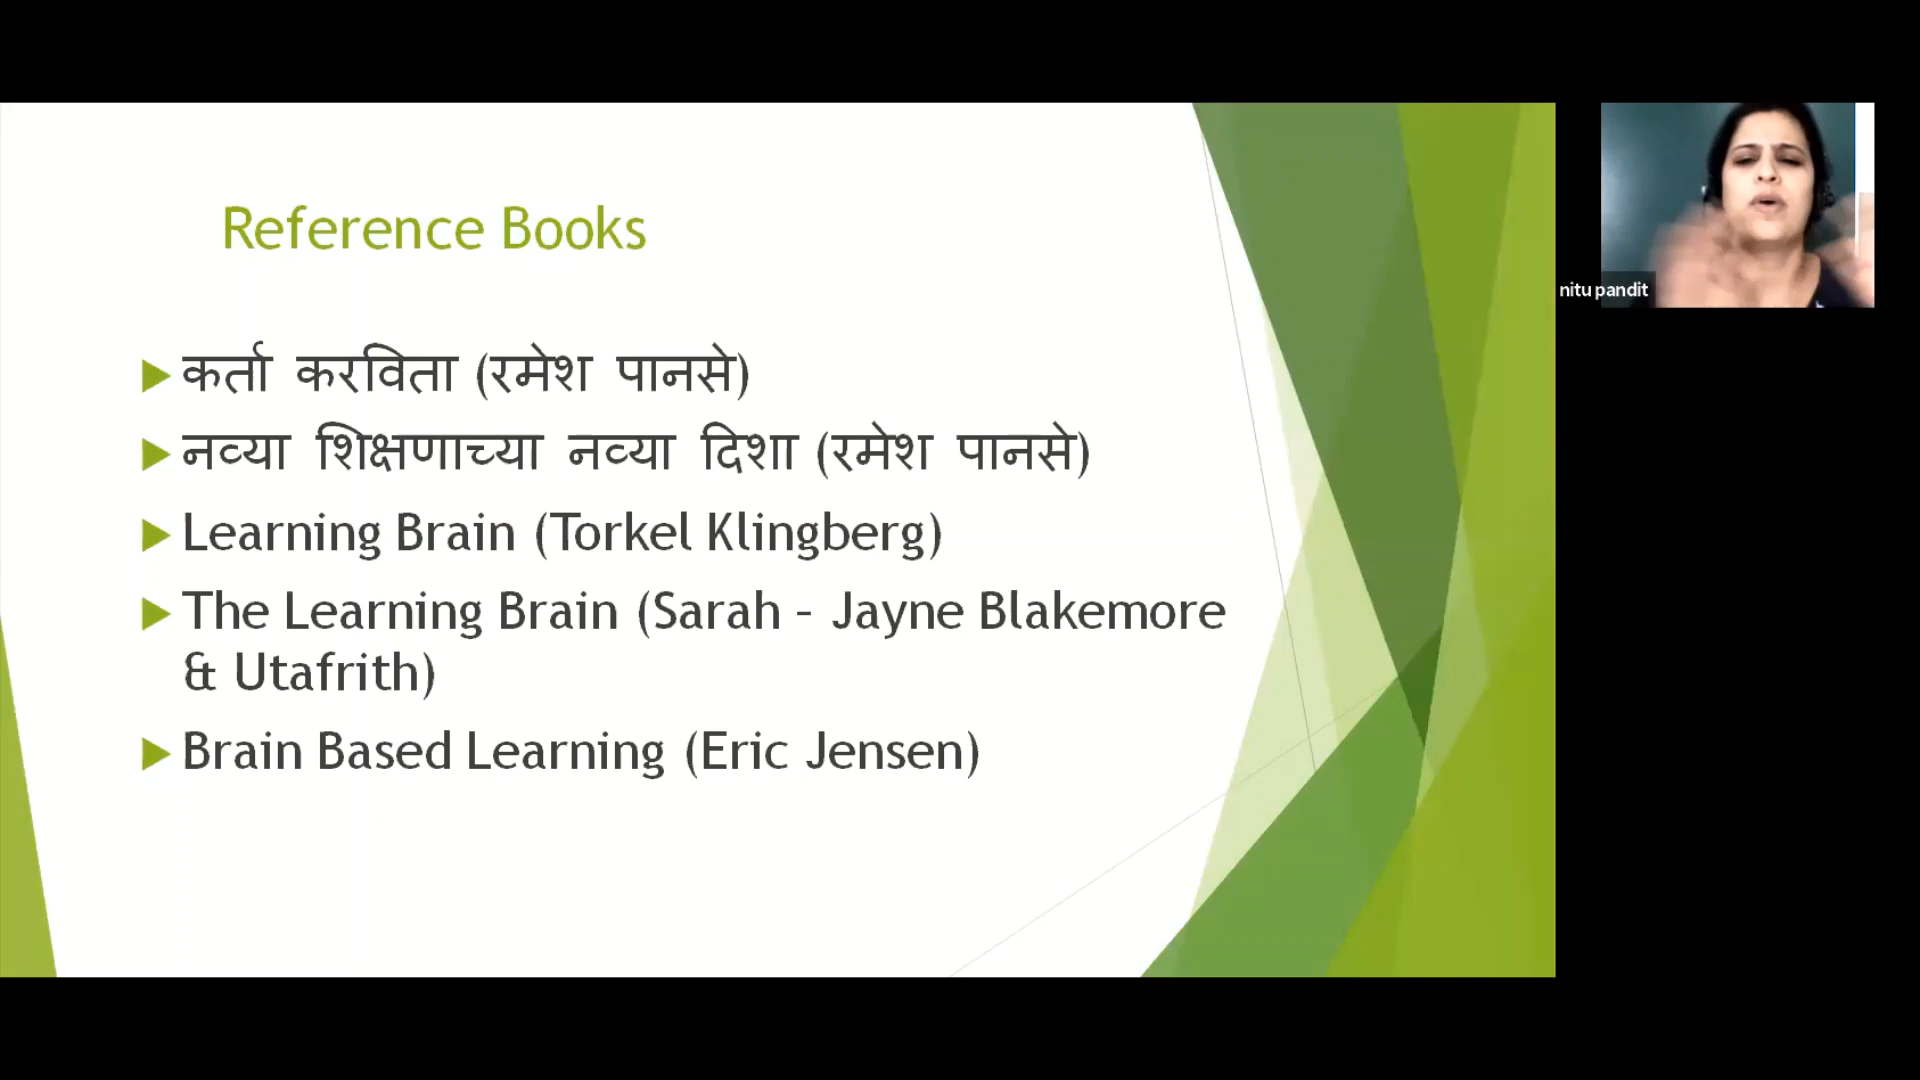 Reference Books
कर्ता करविता (रमेश पानसे)
नव्या शिक्षणाच्या नव्या दिशा (रमेश पानसे)
Learning Brain (Torkel Klingberg)
The Learning Brain (Sarah - Jayne Blakemore
& Utafrith)
Brain Based Learning (Eric Jensen)
nitu pandit